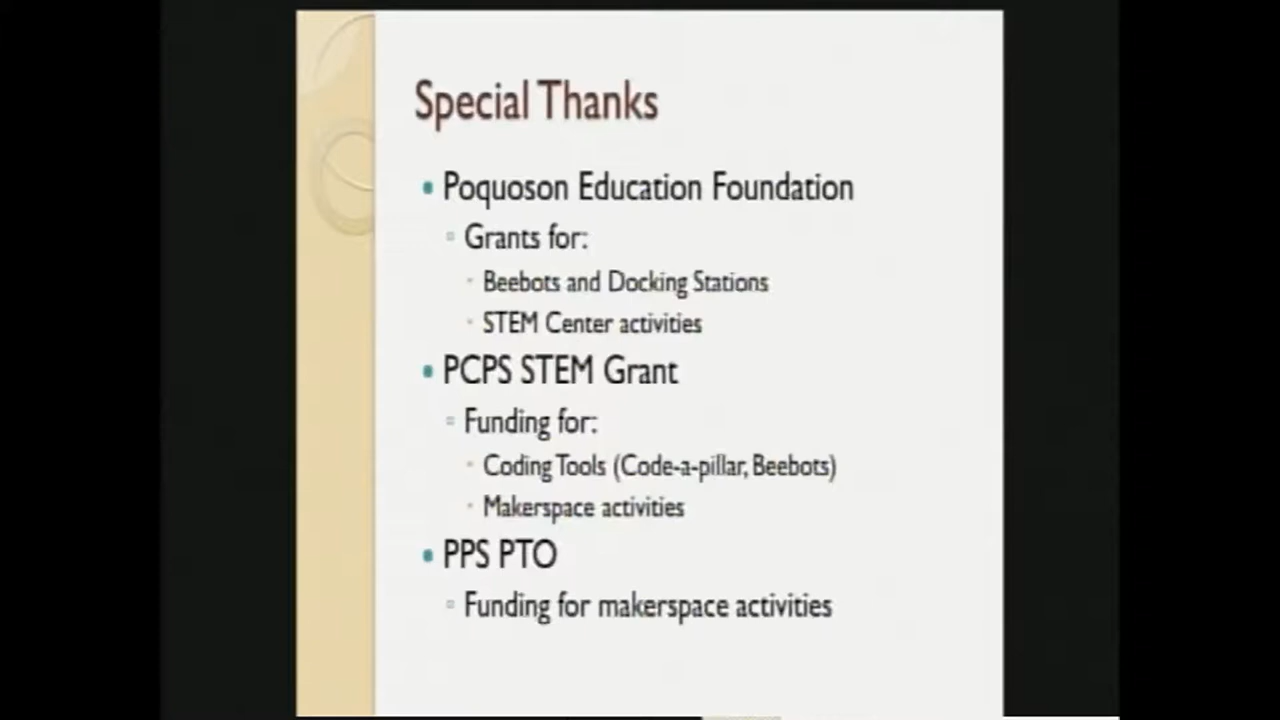 Special Thanks
Poquoson Education Foundation
Grants for:
Beebots and Docking Stations
STEM Center activities
PCPS STEM Grant
Funding for:
Coding Tools (Code-a-pillar, Beebots)
Makerspace activities
PPS PTO
Funding for makerspace activities